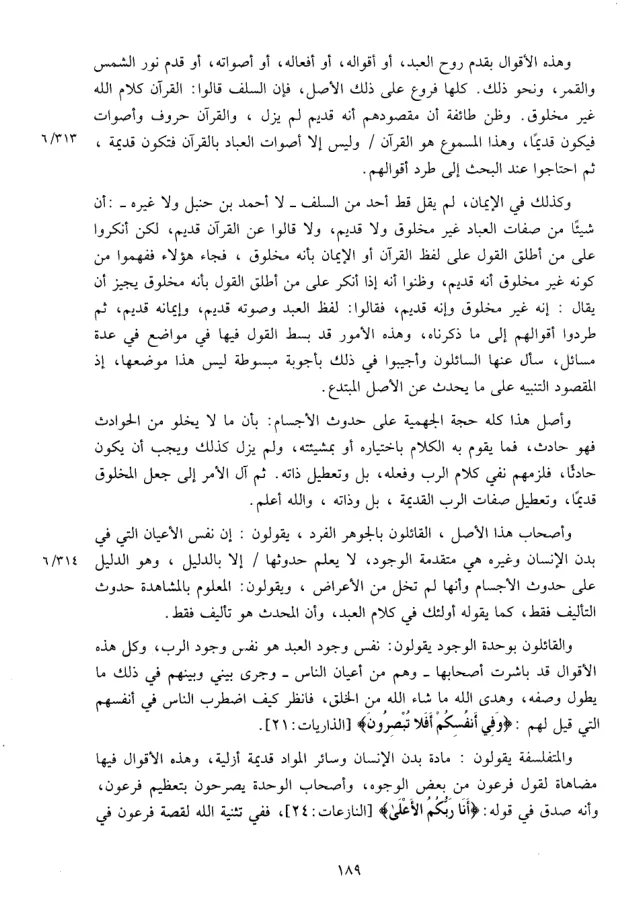 وهذه الأقوال بقدم روح العبد، أو أقواله، أو أفعاله، أو أصواته، أو قدم نور الشمس
والقمر، ونحو ذلك. كلها فروع على ذلك الأصل، فإن السلف قالوا: القرآن كلام الله
غير مخلوق. وظن طائفة أن مقصودهم أنه قديم لم يزل ، والقرآن حروف وأصوات
فيكون قديمًا، وهذا المسموع هو القرآن / وليس إلا أصوات العباد بالقرآن فتكون قديمة ،
٦/٣١٣
ثم احتاجوا عند البحث إلى طرد أقوالهم.
وكذلك في الإيمان، لم يقل قط أحد من السلف ـ لا أحمد بن حنبل ولا غيره ـ :أن
شيئًا من صفات العباد غير مخلوق ولا قديم، ولا قالوا عن القرآن قديم، لكن أنكروا
على من أطلق القول على لفظ القرآن أو الإيمان بأنه مخلوق ، فجاء هؤلاء ففهموا من
كونه غير مخلوق أنه قديم، وظنوا أنه إذا أنكر على من أطلق القول بأنه مخلوق يجيز أن
يقال : إنه غير مخلوق وإنه قديم، فقالوا: لفظ العبد وصوته قديم، وإيمانه قديم، ثم
طردوا أقوالهم إلى ما ذكرناه، وهذه الأمور قد بسط القول فيها في مواضع في عدة
مسائل، سأل عنها السائلون وأجيبوا في ذلك بأجوبة مبسوطة ليس هذا موضعها، إذ
المقصود التنبيه على ما يحدث عن الأصل المبتدع.
وأصل هذا كله حجة الجهمية على حدوث الأجسام: بأن ما لا يخلو من الحوادث
فهو حادث، فما يقوم به الكلام باختياره أو بمشيئته، ولم يزل كذلك ويجب أن يكون
حادثًا، فلزمهم نفي كلام الرب وفعله، بل وتعطيل ذاته. ثم آل الأمر إلى جعل المخلوق
قديمًا، وتعطيل صفات الرب القديمة ، بل وذاته ، والله أعلم.
وأصحاب هذا الأصل ، القائلون بالجوهر الفرد ، يقولون : إن نفس الأعيان التي في
بدن الإنسان وغيره هي متقدمة الوجود، لا يعلم حدوثها / إلا بالدليل ، وهو الدليل
٦/٣١٤
على حدوث الأجسام وأنها لم تخل من الأعراض ، ويقولون: المعلوم بالمشاهدة حدوث
التأليف فقط، كما يقوله أولئك في كلام العبد، وأن المحدث هو تأليف فقط.
والقائلون بوحدة الوجود يقولون: نفس وجود العبد هو نفس وجود الرب، وكل هذه
الأقوال قد باشرت أصحابها ـ وهم من أعيان الناس ـ وجرى بيني وبينهم في ذلك ما
يطول وصفه، وهدى الله ما شاء الله من الخلق، فانظر كيف اضطرب الناس في أنفسهم
التي قيل لهم : ﴿وَفِي أَنفُسِكُمْ أَفَلا تُبْصِرُونَ﴾ [الذاريات: ٢١].
والمتفلسفة يقولون : مادة بدن الإنسان وسائر المواد قديمة أزلية، وهذه الأقوال فيها
مضاهاة لقول فرعون من بعض الوجوه، وأصحاب الوحدة يصرحون بتعظيم فرعون،
وأنه صدق في قوله: ﴿أَنَا رَبُّكُمُ الأَعْلَىٰ﴾ [النازعات: ٢٤]، ففي تثنية الله لقصة فرعون في
١٨٩